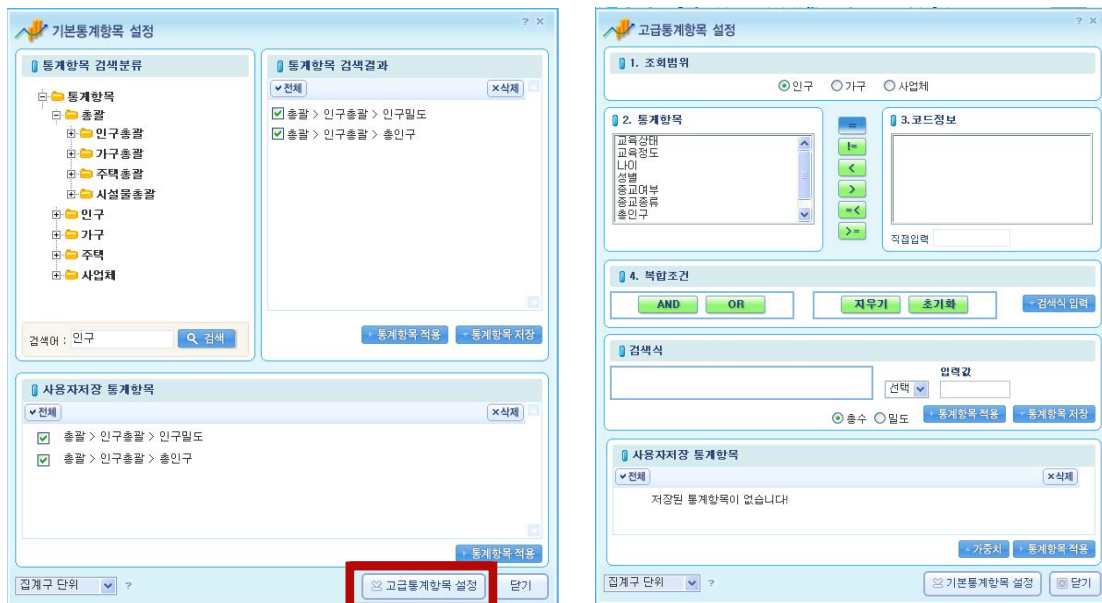 기본통계항목 설정
? ×
통계항목 검색분류
통계항목
총괄
인구총괄
가구총괄
주택총괄
시설물총괄
인구
가구
주택
사업체
검색어 : 인구 검색
통계항목 검색결과
전체 ×삭제
총괄 > 인구총괄 > 인구밀도
총괄 > 인구총괄 > 총인구
통계항목 적용 통계항목 저장
사용자저장 통계항목
전체 ×삭제
총괄 > 인구총괄 > 인구밀도
총괄 > 인구총괄 > 총인구
통계항목 적용
집계구 단위 ? 고급통계항목 설정 닫기
고급통계항목 설정
? ×
1. 조회범위
인구 가구 사업체
2. 통계항목
교육상태
교육정도
나이
성별
종교여부
종교종류
총인구
=
!=
<
>
=<
>=
3.코드정보
직접입력
4. 복합조건
AND OR 지우기 초기화 검색식 입력
검색식
입력값
선택
총수 밀도 통계항목 적용 통계항목 저장
사용자저장 통계항목
전체 ×삭제
저장된 통계항목이 없습니다!
가중치 통계항목 적용
집계구 단위 ? 기본통계항목 설정 닫기